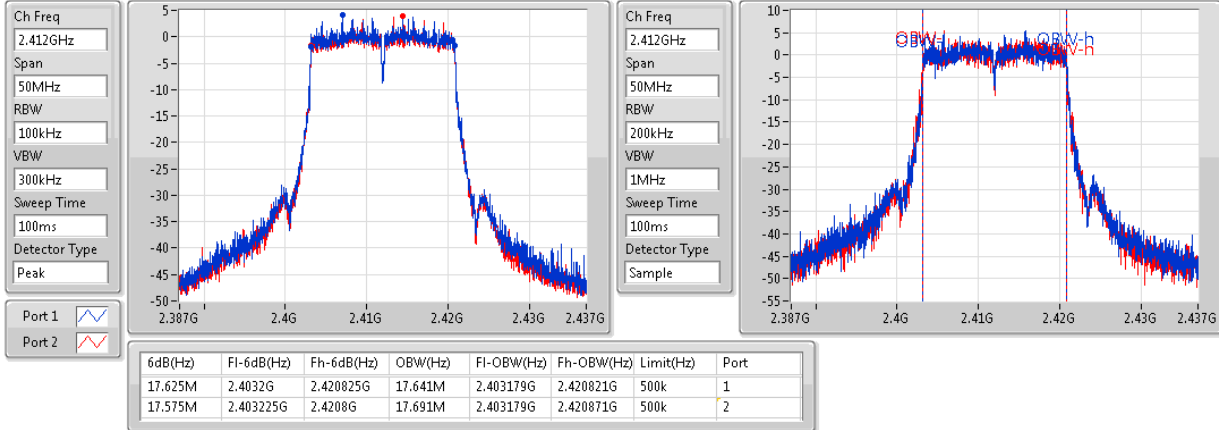 Ch Freq
2.412GHz
Span
50MHz
RBW
100kHz
VBW
300kHz
Sweep Time
100ms
Detector Type
Peak
Port 1
Port 2
5
0
-5
-10
-15
-20
-25
-30
-35
-40
-45
-50
2.387G 2.4G 2.41G 2.42G 2.43G 2.437G
Ch Freq
2.412GHz
Span
50MHz
RBW
200kHz
VBW
1MHz
Sweep Time
100ms
Detector Type
Sample
10
5
0
-5
-10
-15
-20
-25
-30
-35
-40
-45
-50
-55
OBW-l
OBW-l
OBW-h
OBW-h
2.387G 2.4G 2.41G 2.42G 2.43G 2.437G
6dB(Hz) Fl-6dB(Hz) Fh-6dB(Hz) OBW(Hz) Fl-OBW(Hz) Fh-OBW(Hz) Limit(Hz) Port
17.625M 2.4032G 2.420825G 17.641M 2.403179G 2.420821G 500k 1
17.575M 2.403225G 2.4208G 17.691M 2.403179G 2.420871G 500k 2